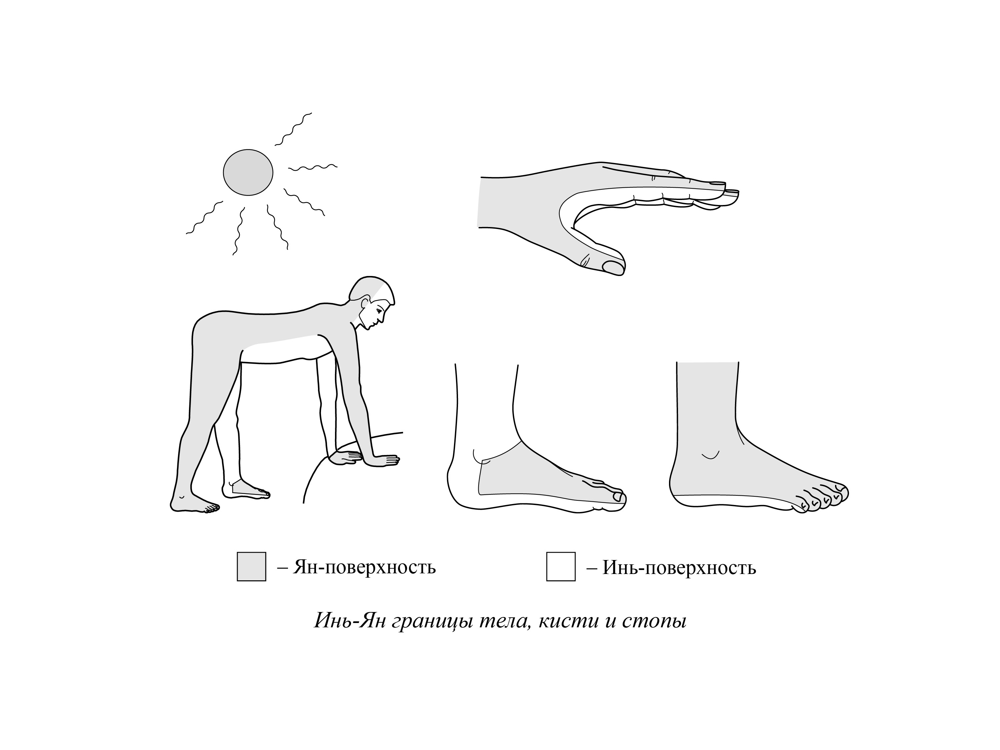 – Ян-поверхность
– Инь-поверхность
Инь-Ян границы тела, кисти и стопы